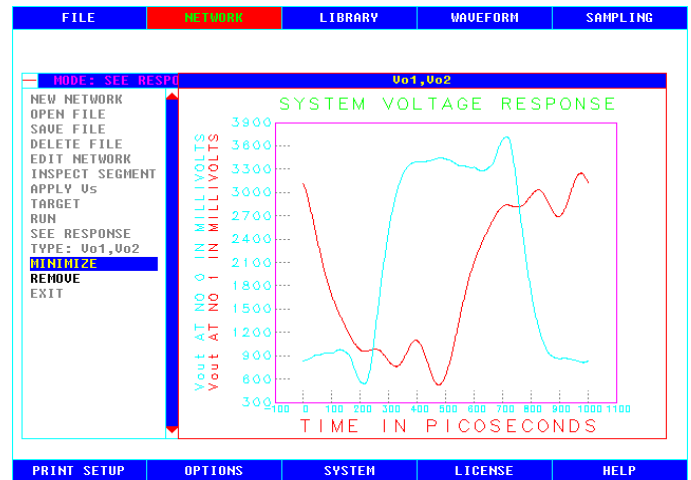 FILE NETWORK LIBRARY WAVEFORM SAMPLING
MODE: SEE RESPO
Vo1,Vo2
NEW NETWORK
OPEN FILE
SAVE FILE
DELETE FILE
EDIT NETWORK
INSPECT SEGMENT
APPLY Vs
TARGET
RUN
SEE RESPONSE
TYPE: Vo1,Vo2
MINIMIZE
REMOVE
EXIT
SYSTEM VOLTAGE RESPONSE
Vout AT NO 0 IN MILLIVOLTS
Vout AT NO 1 IN MILLIVOLTS
3900
3600
3300
3000
2700
2400
2100
1800
1500
1200
900
600
300
-100 0 100 200 300 400 500 600 700 800 900 1000 1100
TIME IN PICOSECONDS
PRINT SETUP OPTIONS SYSTEM LICENSE HELP